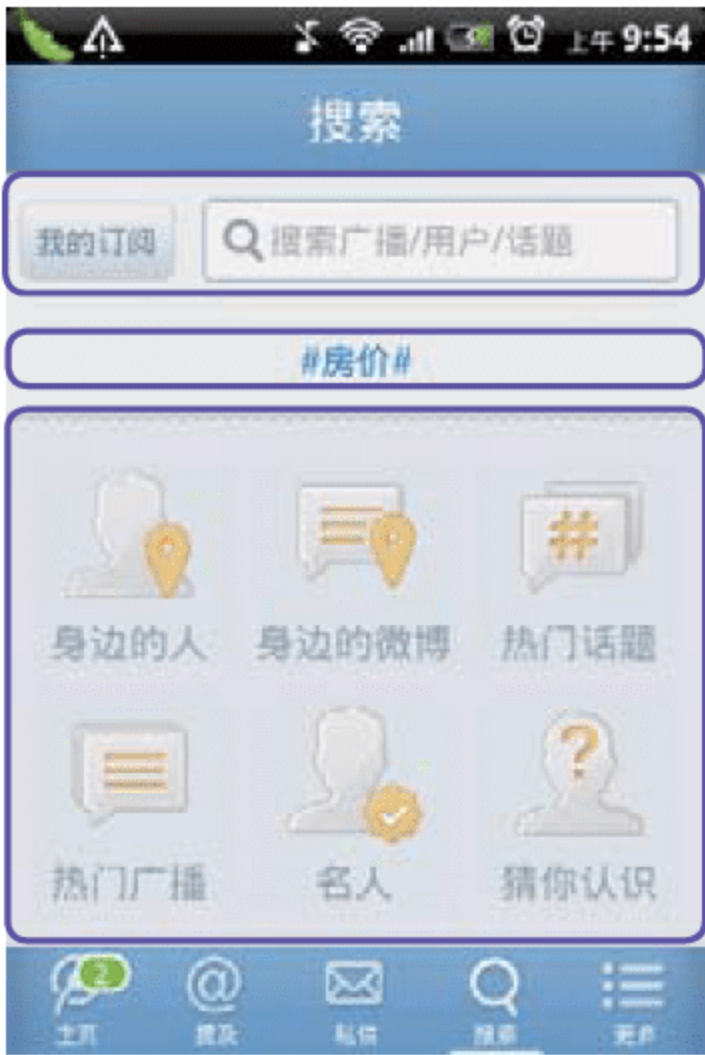 上午 9:54
搜索
我的订阅 搜索广播/用户/话题
#房价#
身边的人 身边的微博 热门话题
#
热门广播 名人 猜你认识
?
2 @
主页 提及 私信 搜索 更多